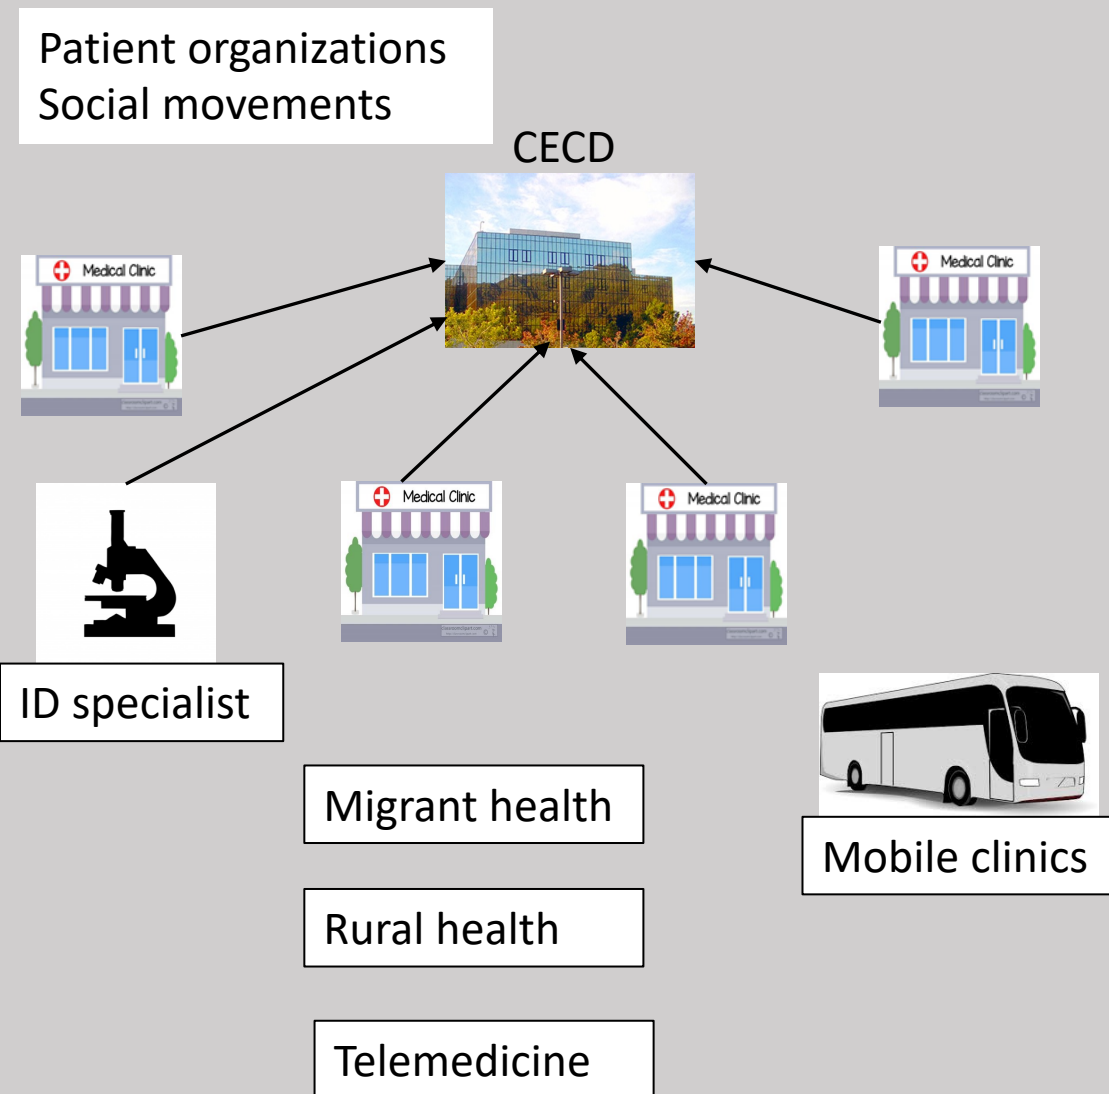 Patient organizations
Social movements
CECD
Medical Clinic
Medical Clinic
Medical Clinic
Medical Clinic
ID specialist
Migrant health
Mobile clinics
Rural health
Telemedicine